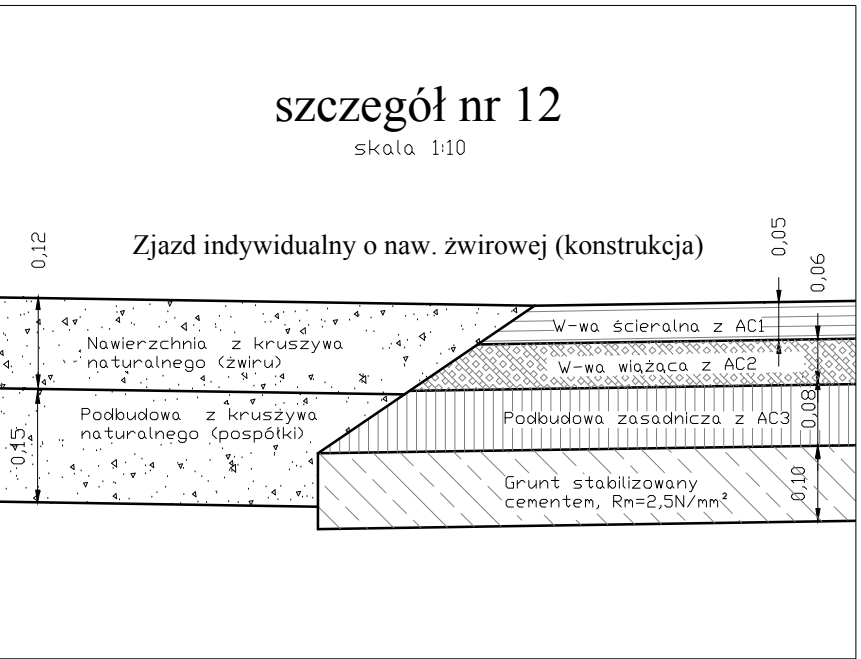 szczegół nr 12
skala 1:10
Zjazd indywidualny o naw. żwirowej (konstrukcja)
0,12
0,05
0,06
Nawierzchnia z kruszywa
naturalnego (żwiru)
W-wa ścieralna z AC1
W-wa wiążąca z AC2
Podbudowa z kruszywa
naturalnego (pospółki)
0,15
Podbudowa zasadnicza z AC3
0,08
Grunt stabilizowany
cementem, Rm=2,5N/mm²
0,10